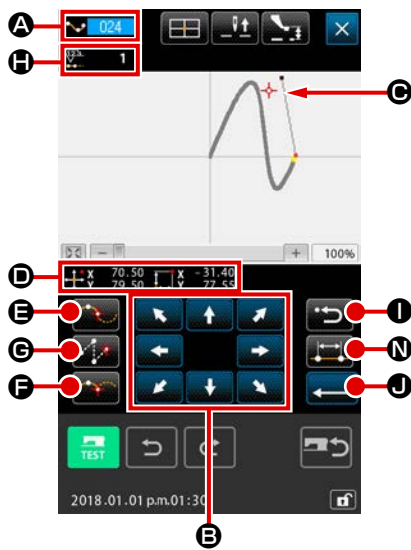 A 024
H 1
C
100%
D X 70.50 X -31.40
Y 79.50 Y 77.55
E I
G N
F J
TEST
2018.01.01 p.m.01:30
B